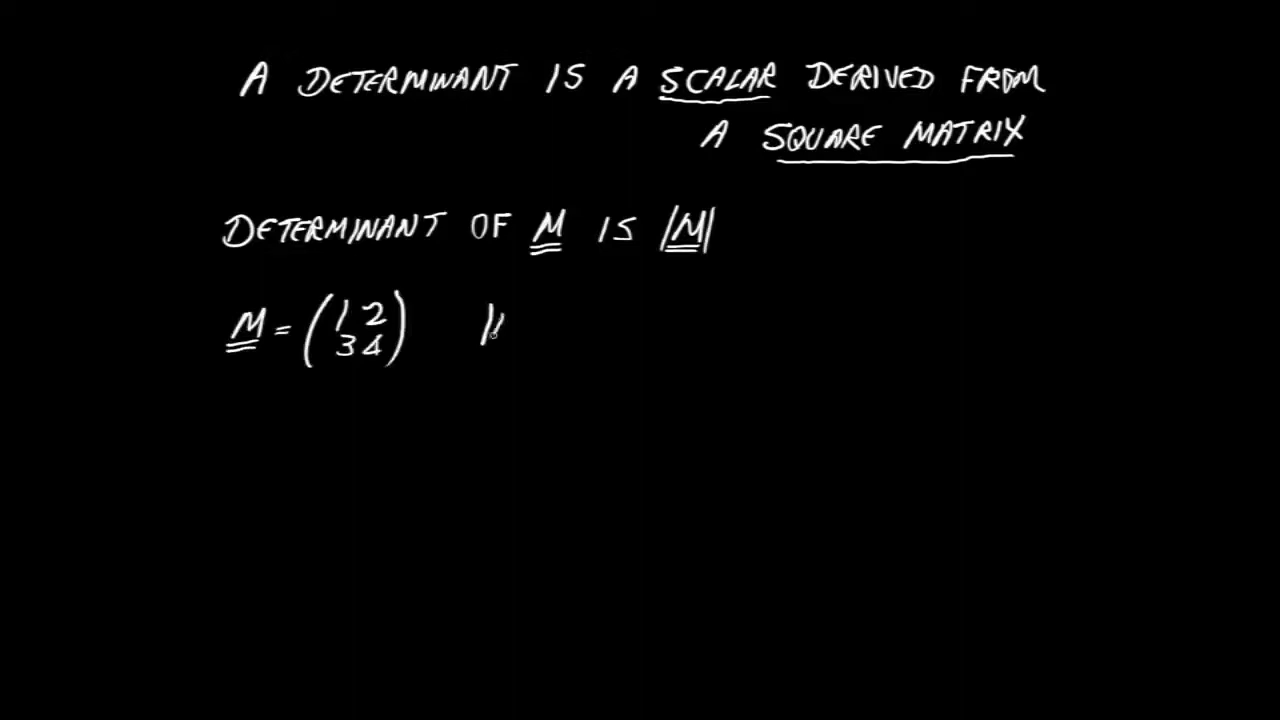 A DETERMINANT IS A SCALAR DERIVED FROM
A SQUARE MATRIX
DETERMINANT OF M IS |M|
M = (1 2
3 4)